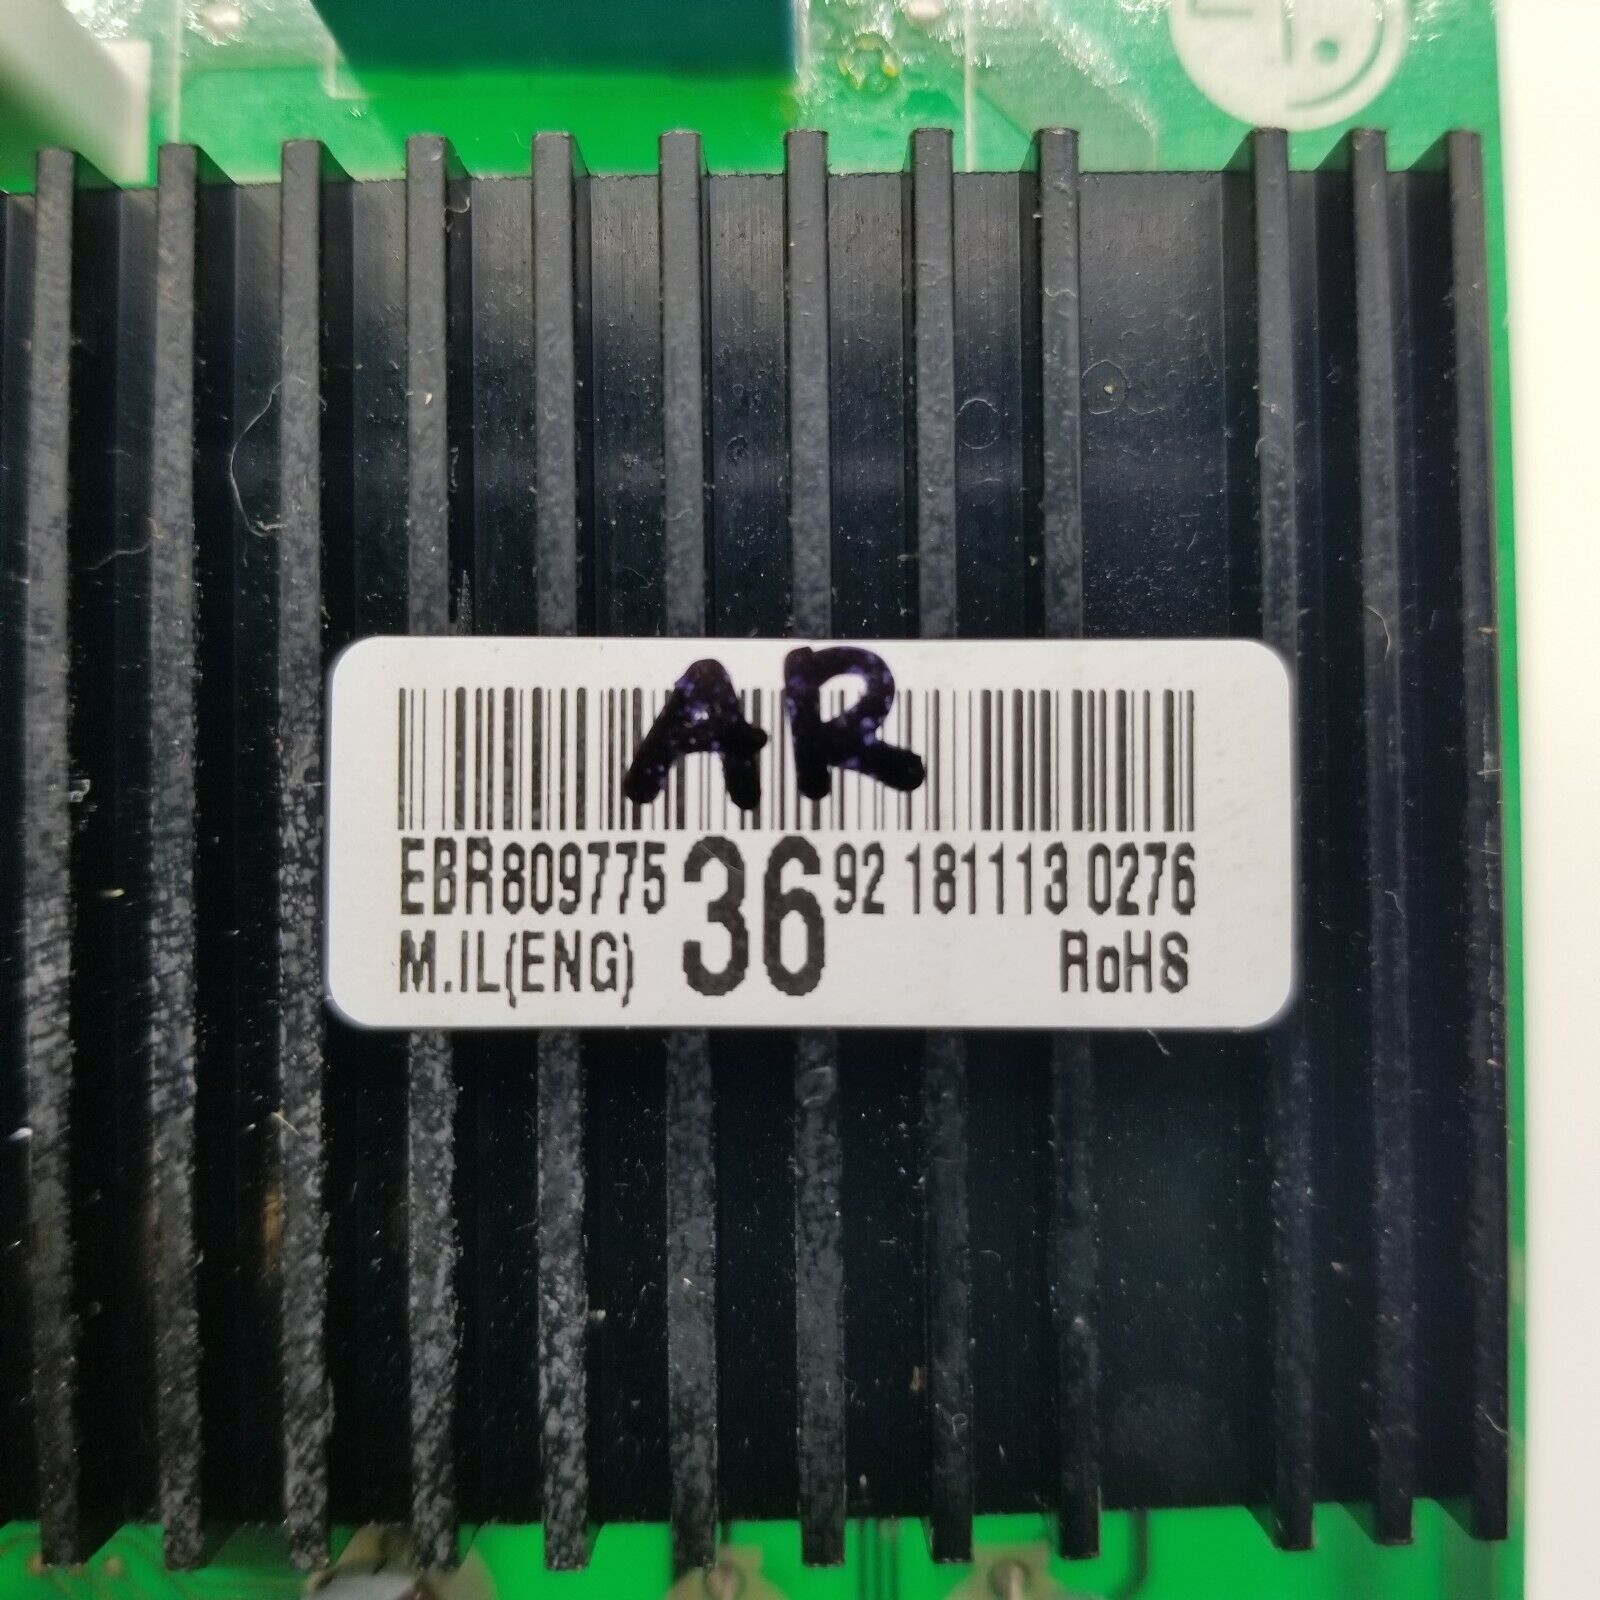 AR
EBR809775 36 92 181113 0276
M.IL(ENG) RoHS